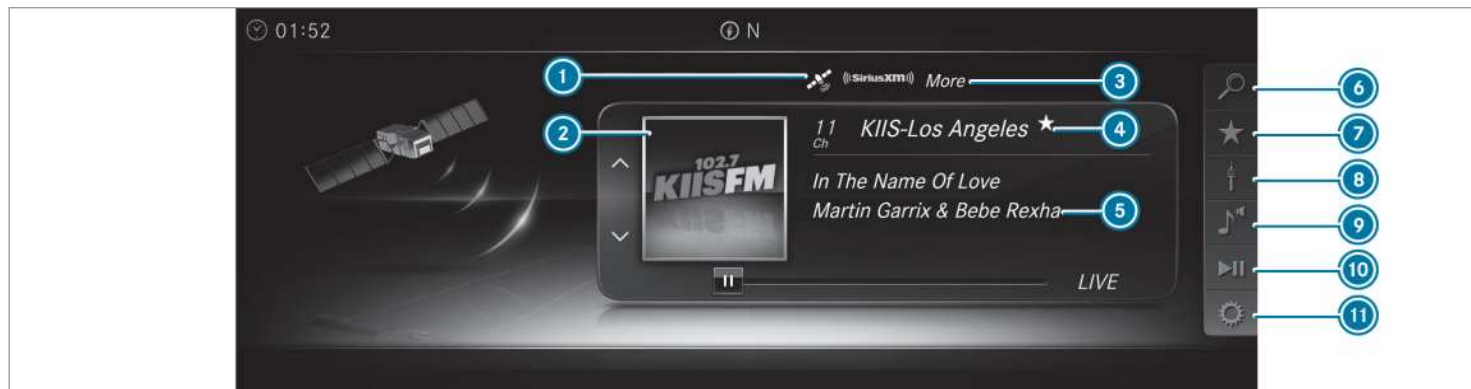 01:52
N
1
SiriusXM
More
3
2
11
Ch
KIIS-Los Angeles
4
102.7
KIISFM
In The Name Of Love
Martin Garrix & Bebe Rexha
5
LIVE
6
7
8
9
10
11